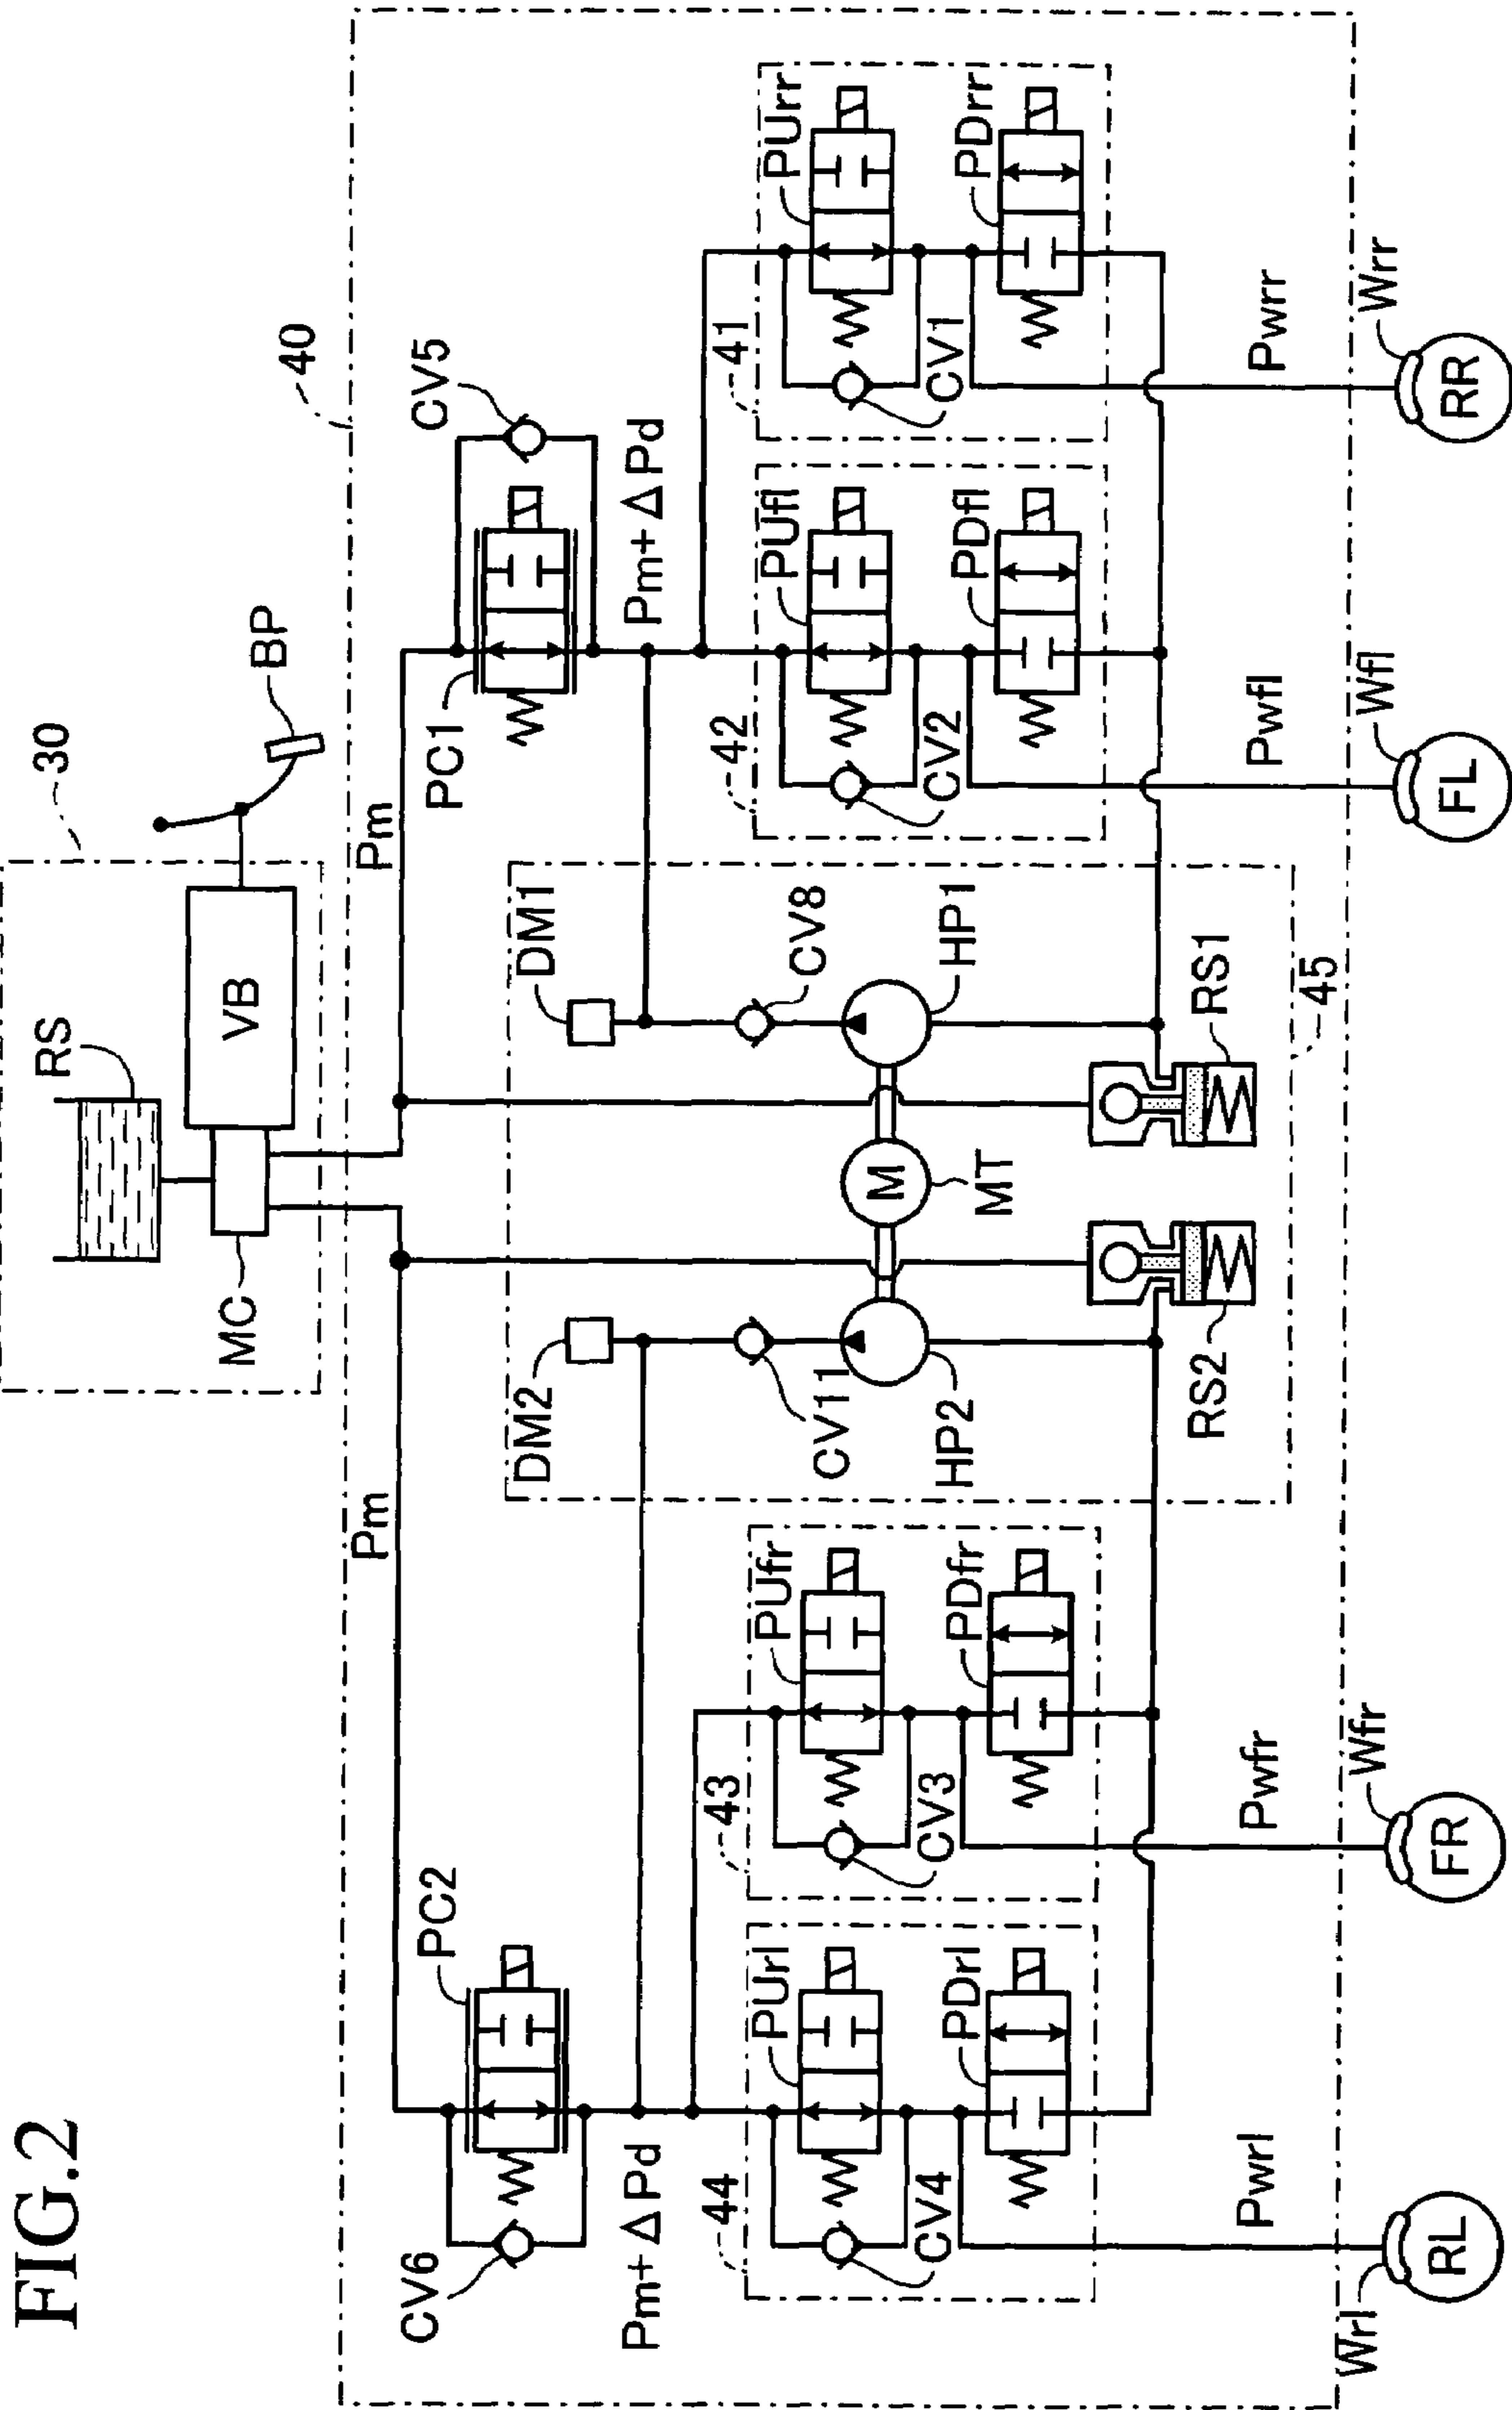 FIG.2
30
RS
VB
BP
MC
40
Pm
Pm
PC2
CV6
PC1
CV5
Pm+ΔPd
Pm+ΔPd
DM2
DM1
CV11
CV8
HP2
HP1
M
MT
RS2
RS1
45
44
PUrl
CV4
PDrl
43
PUfr
CV3
PDfr
42
PUfl
CV2
PDfl
41
PUrr
CV1
PDrr
Pwrl
Pwfr
Pwfl
Pwrr
Wrl
Wfr
Wfl
Wrr
RL
FR
FL
RR